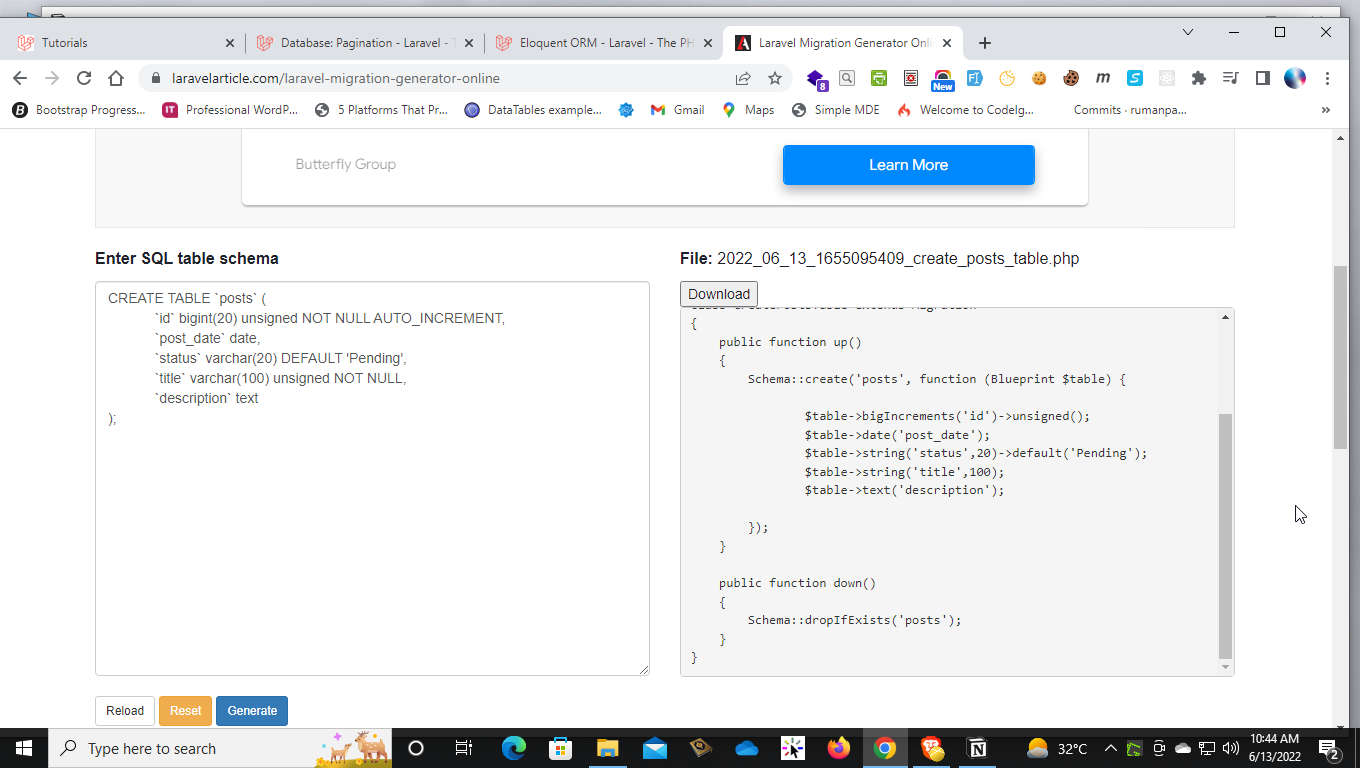 Tutorials
Database: Pagination - Laravel - T
Eloquent ORM - Laravel - The PH
Laravel Migration Generator Onli
laravelarticle.com/laravel-migration-generator-online
8
New
m
S
Bootstrap Progress...
IT Professional WordP...
5 Platforms That Pr...
DataTables example...
Gmail
Maps
Simple MDE
Welcome to CodeIg...
Commits · rumanpa...
»
Butterfly Group
Learn More
Enter SQL table schema
File: 2022_06_13_1655095409_create_posts_table.php
Download
CREATE TABLE `posts` (
`id` bigint(20) unsigned NOT NULL AUTO_INCREMENT,
`post_date` date,
`status` varchar(20) DEFAULT 'Pending',
`title` varchar(100) unsigned NOT NULL,
`description` text
);
{
public function up()
{
Schema::create('posts', function (Blueprint $table) {
$table->bigIncrements('id')->unsigned();
$table->date('post_date');
$table->string('status',20)->default('Pending');
$table->string('title',100);
$table->text('description');
});
}
public function down()
{
Schema::dropIfExists('posts');
}
}
Reload
Reset
Generate
Type here to search
32°C
10:44 AM
6/13/2022
2